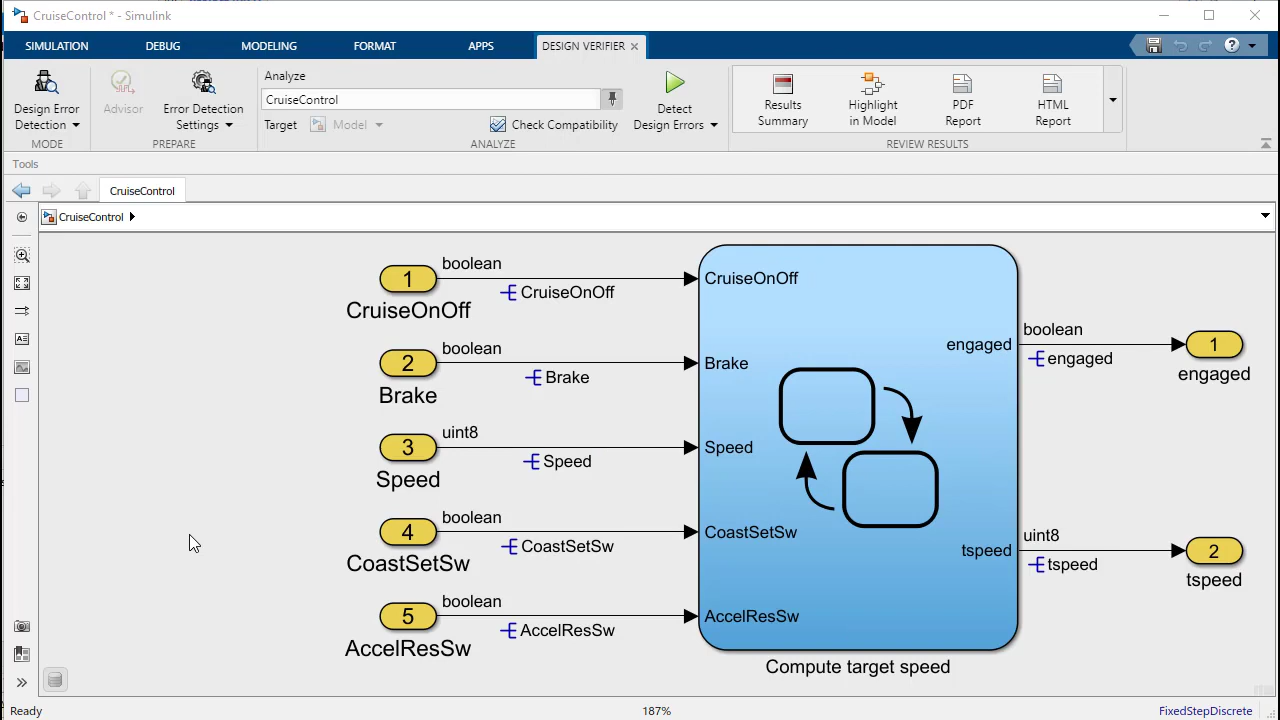 CruiseControl * - Simulink
SIMULATION DEBUG MODELING FORMAT APPS DESIGN VERIFIER
Design Error
Detection
MODE
Advisor
Error Detection
Settings
PREPARE
Analyze
CruiseControl
Target Model
Check Compatibility
Detect
Design Errors
ANALYZE
Results
Summary
Highlight
in Model
PDF
Report
HTML
Report
REVIEW RESULTS
Tools
CruiseControl
CruiseControl
1
CruiseOnOff
boolean
CruiseOnOff
2
Brake
boolean
Brake
3
Speed
uint8
Speed
4
CoastSetSw
boolean
CoastSetSw
5
AccelResSw
boolean
AccelResSw
CruiseOnOff
Brake
Speed
CoastSetSw
AccelResSw
engaged
tspeed
Compute target speed
boolean
engaged
1
engaged
uint8
tspeed
2
tspeed
Ready
187%
FixedStepDiscrete